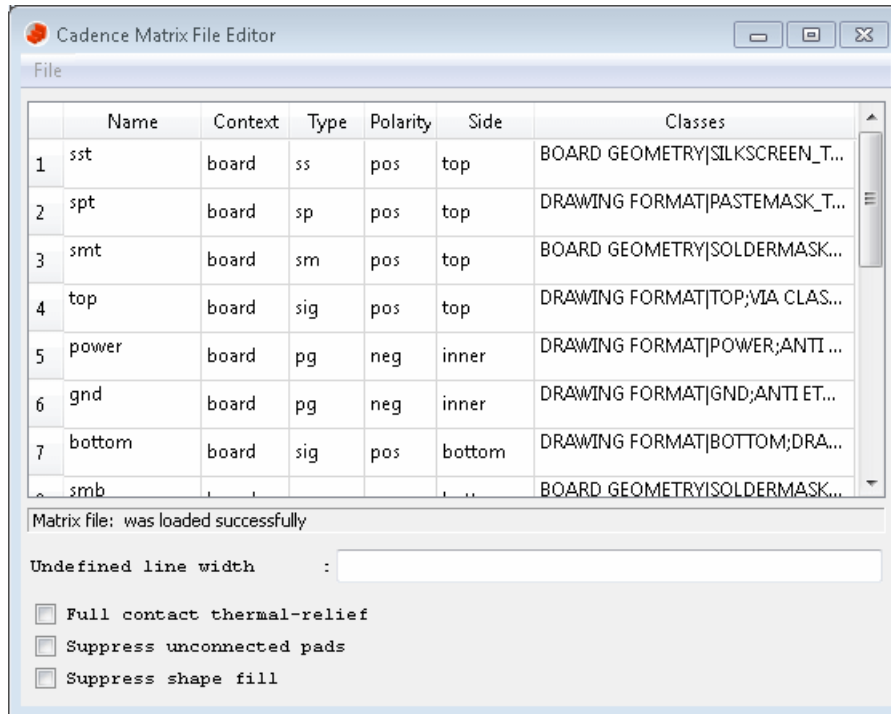 Cadence Matrix File Editor
File
Name Context Type Polarity Side Classes
1 sst board ss pos top BOARD GEOMETRY|SILKSCREEN_T...
2 spt board sp pos top DRAWING FORMAT|PASTEMASK_T...
3 smt board sm pos top BOARD GEOMETRY|SOLDERMASK...
4 top board sig pos top DRAWING FORMAT|TOP;VIA CLAS...
5 power board pg neg inner DRAWING FORMAT|POWER;ANTI ...
6 gnd board pg neg inner DRAWING FORMAT|GND;ANTI ET...
7 bottom board sig pos bottom DRAWING FORMAT|BOTTOM;DRA...
smb BOARD GEOMETRY|SOLDERMASK...
Matrix file: was loaded successfully
Undefined line width :
Full contact thermal-relief
Suppress unconnected pads
Suppress shape fill